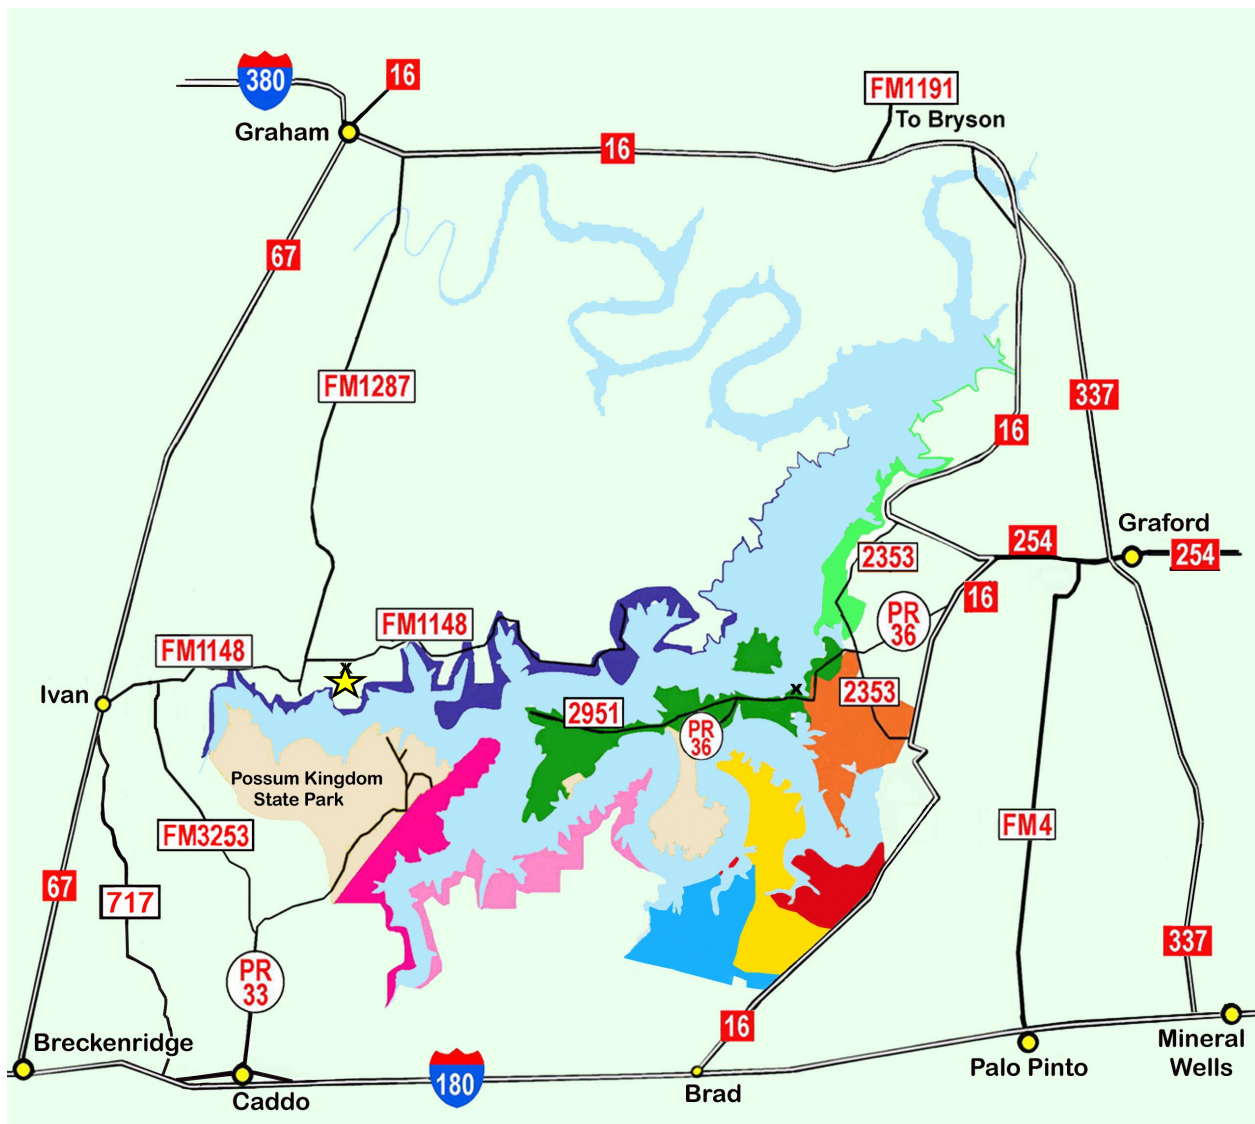 380
16
FM1191
To Bryson
Graham
16
67
FM1287
337
16
Graford
254
254
2353
16
PR
36
FM1148
FM1148
Ivan
2353
2951
PR
36
Possum Kingdom
State Park
FM3253
FM4
67
717
337
PR
33
16
Breckenridge
Mineral
Wells
Palo Pinto
180
Brad
Caddo
x
x